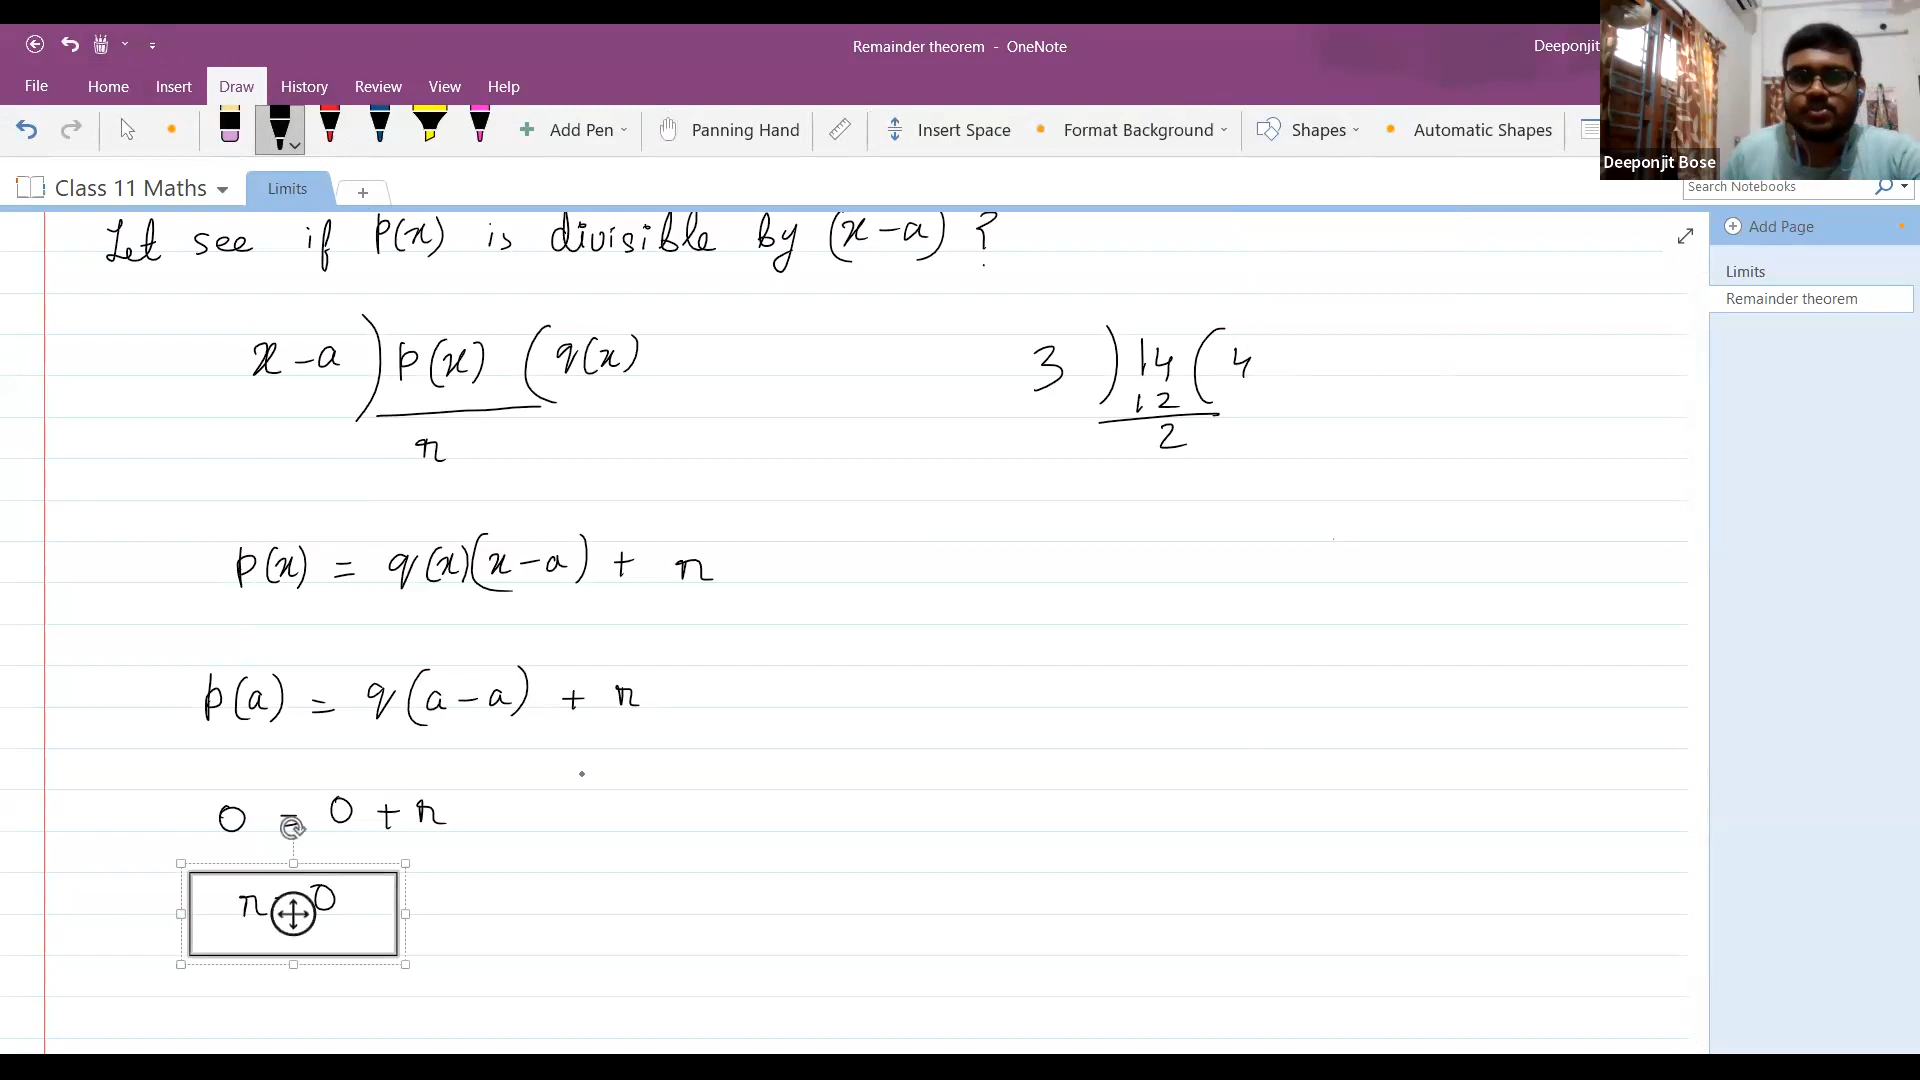 Remainder theorem - OneNote
Deeponjit
File Home Insert Draw History Review View Help
Add Pen Panning Hand Insert Space Format Background Shapes Automatic Shapes
Deeponjit Bose
Class 11 Maths Limits
Search Notebooks
Add Page
Limits
Remainder theorem
Let see if p(x) is divisible by (x-a) ?
x-a ) p(x) ( q(x)
r
3 ) 14 ( 4
12
2
p(x) = q(x)(x-a) + r
p(a) = q(a-a) + r
0 = 0 + r
r 0